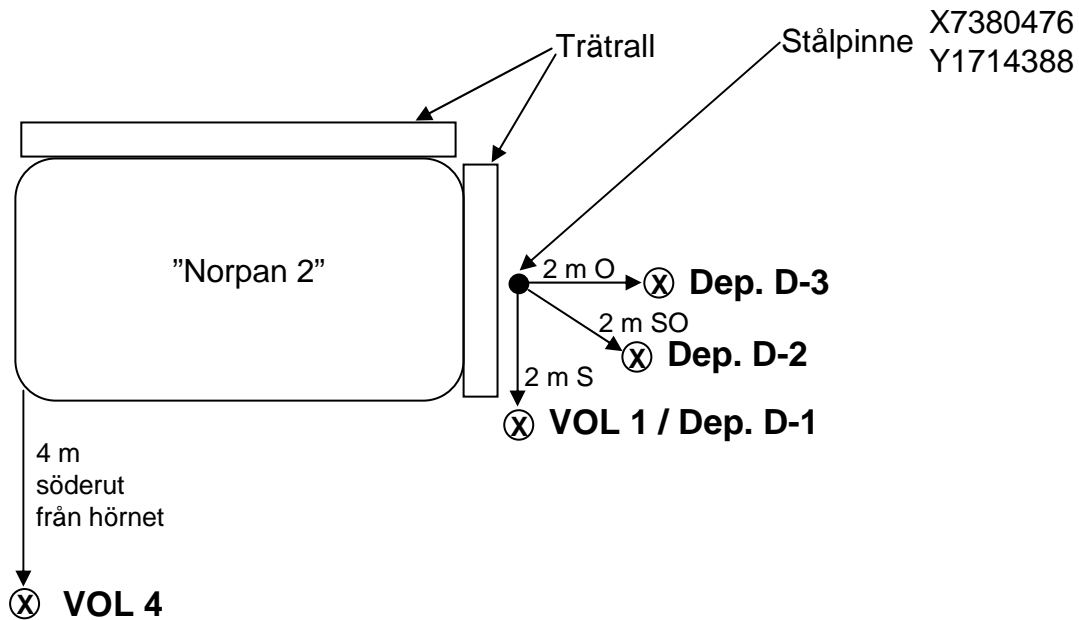 Trätrall
Stålpinne
X7380476
Y1714388
”Norpan 2”
2 m O
X Dep. D-3
2 m SO
X Dep. D-2
2 m S
X VOL 1 / Dep. D-1
4 m
söderut
från hörnet
X VOL 4